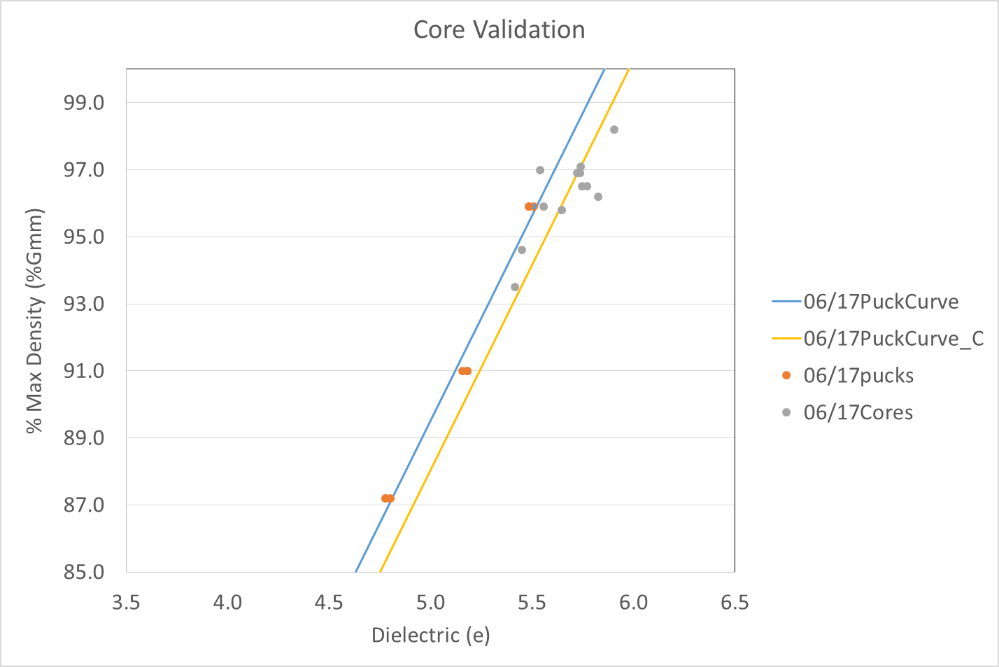 Core Validation
99.0
97.0
95.0
93.0
91.0
89.0
87.0
85.0
% Max Density (%Gmm)
3.5 4.0 4.5 5.0 5.5 6.0 6.5
Dielectric (e)
06/17PuckCurve
06/17PuckCurve_C
06/17pucks
06/17Cores